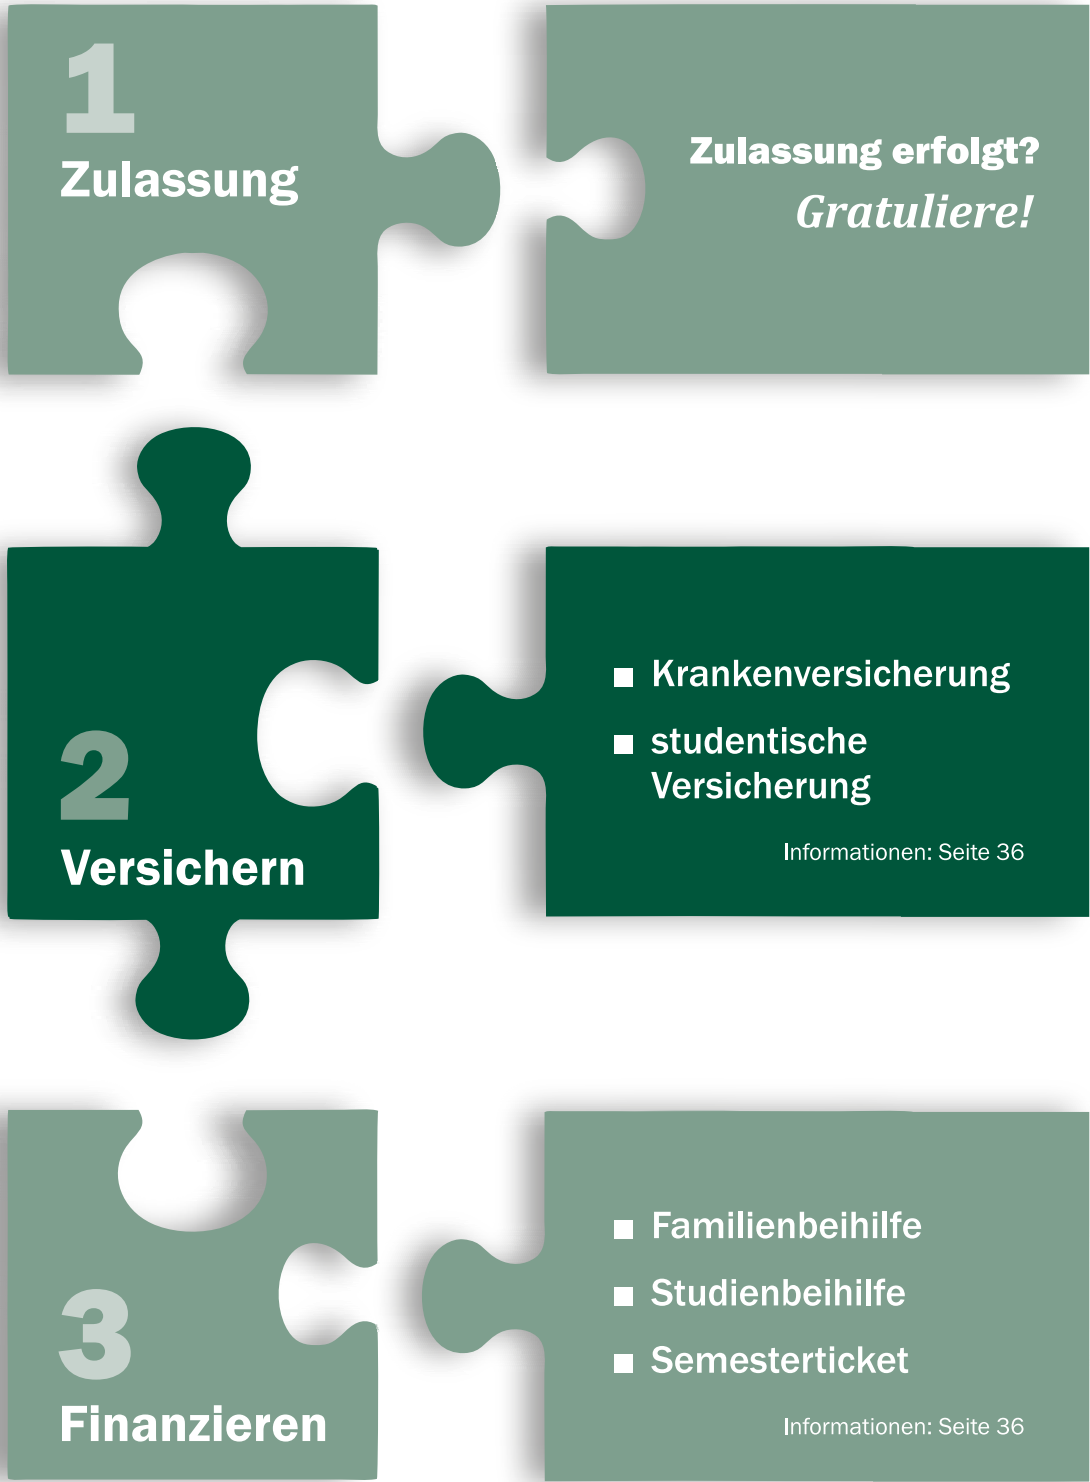 1
Zulassung
Zulassung erfolgt?
Gratuliere!
2
Versichern
Krankenversicherung
studentische
Versicherung
Informationen: Seite 36
3
Finanzieren
Familienbeihilfe
Studienbeihilfe
Semesterticket
Informationen: Seite 36